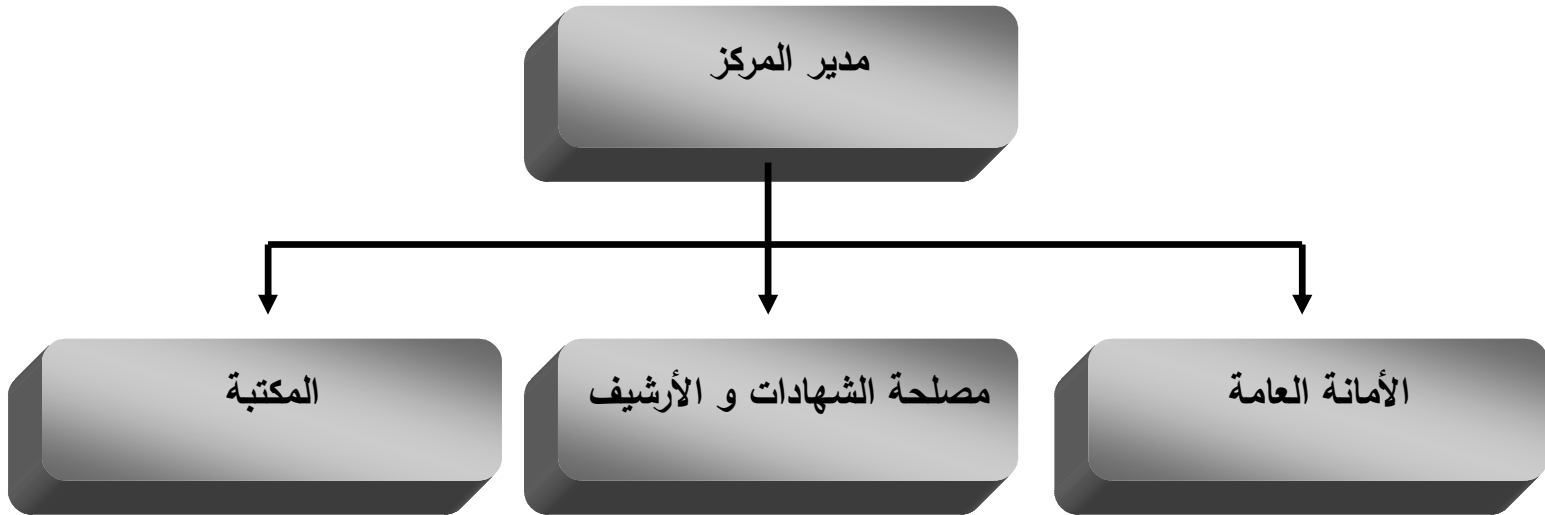 مدير المركز
الأمانة العامة
مصلحة الشهادات و الأرشيف
المكتبة